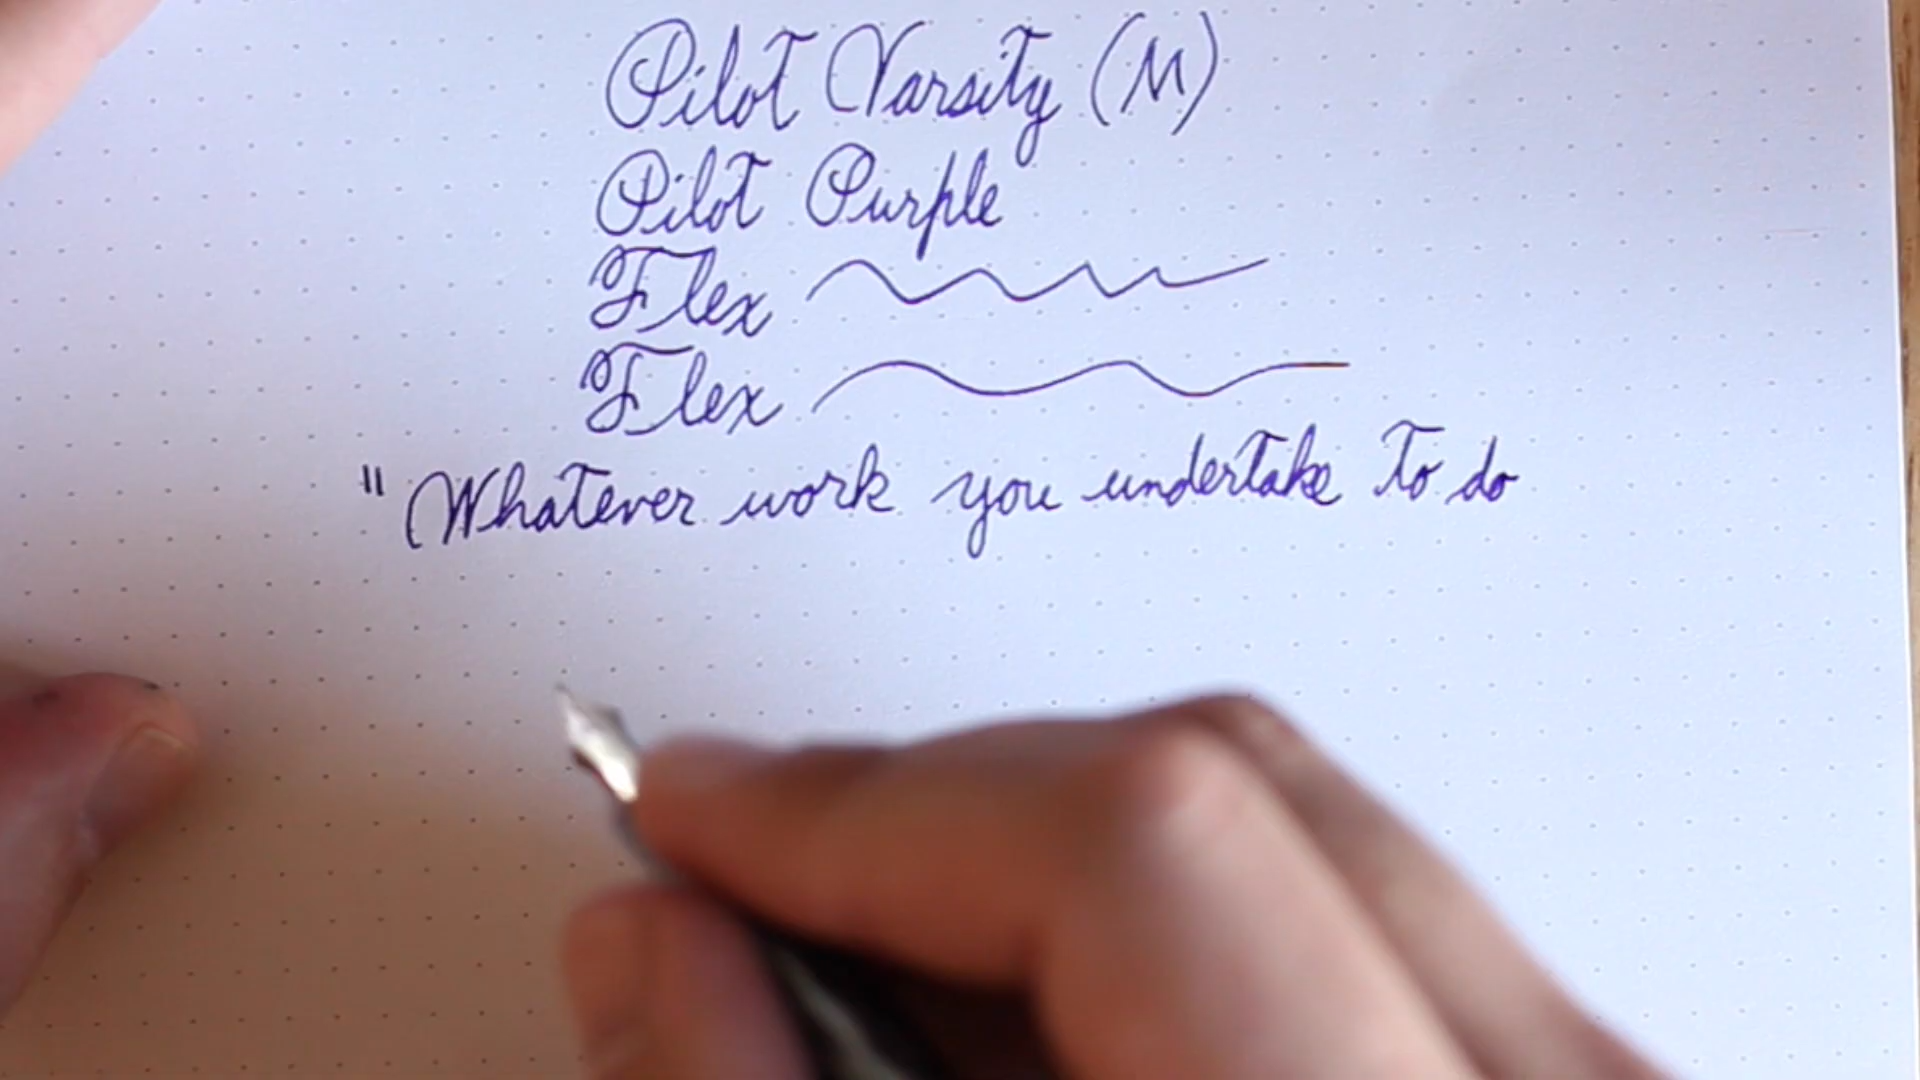 Pilot Varsity (M)
Pilot Purple
Flex
Flex
"Whatever work you undertake to do